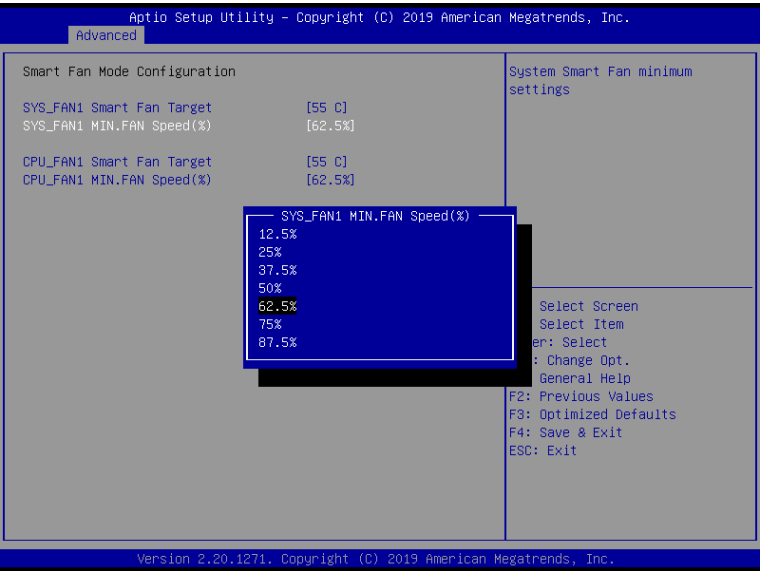 Aptio Setup Utility – Copyright (C) 2019 American Megatrends, Inc.
Advanced
Smart Fan Mode Configuration
SYS_FAN1 Smart Fan Target [55 C]
SYS_FAN1 MIN.FAN Speed(%) [62.5%]
CPU_FAN1 Smart Fan Target [55 C]
CPU_FAN1 MIN.FAN Speed(%) [62.5%]
System Smart Fan minimum
settings
SYS_FAN1 MIN.FAN Speed(%)
12.5%
25%
37.5%
50%
62.5%
75%
87.5%
Select Screen
Select Item
er: Select
: Change Opt.
General Help
F2: Previous Values
F3: Optimized Defaults
F4: Save & Exit
ESC: Exit
Version 2.20.1271. Copyright (C) 2019 American Megatrends, Inc.